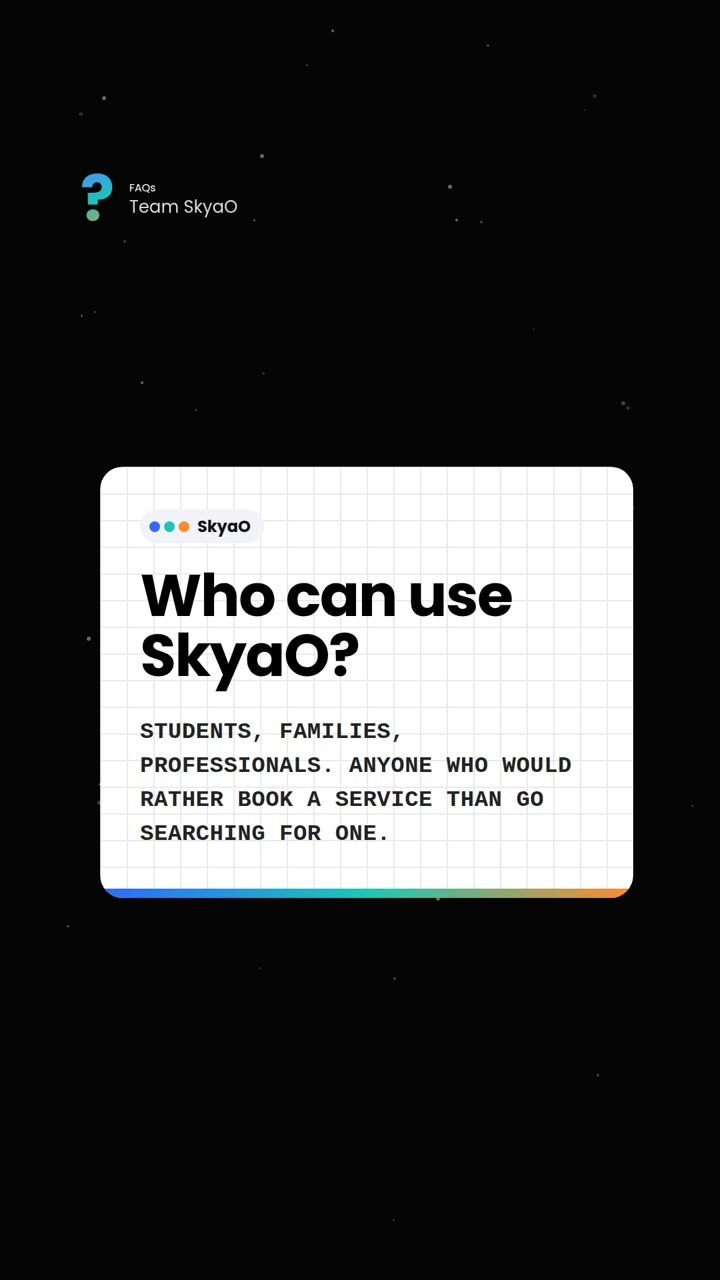 FAQs
Team SkyaO
SkyaO
Who can use
SkyaO?
STUDENTS, FAMILIES,
PROFESSIONALS. ANYONE WHO WOULD
RATHER BOOK A SERVICE THAN GO
SEARCHING FOR ONE.